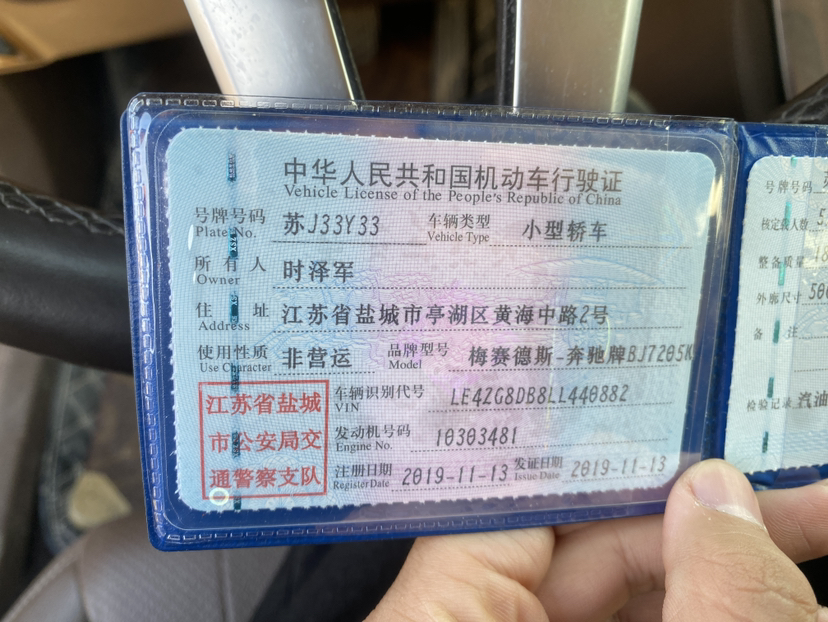 中华人民共和国机动车行驶证
Vehicle License of the People's Republic of China
号牌号码 苏J33Y33 车辆类型 小型轿车
Plate No. Vehicle Type
所有人 时泽军
Owner
住址 江苏省盐城市亭湖区黄海中路2号
Address
使用性质 非营运 品牌型号 梅赛德斯-奔驰牌BJ7205K
Use Character Model
江苏省盐城
市公安局交
通警察支队
车辆识别代号 LE4ZG8DB8LL440882
VIN
发动机号码 10303481
Engine No.
注册日期 2019-11-13 发证日期 2019-11-13
Register Date Issue Date
号牌号码
核定载人数 5
整备质量
外廓尺寸 500
备注
检验记录 汽油